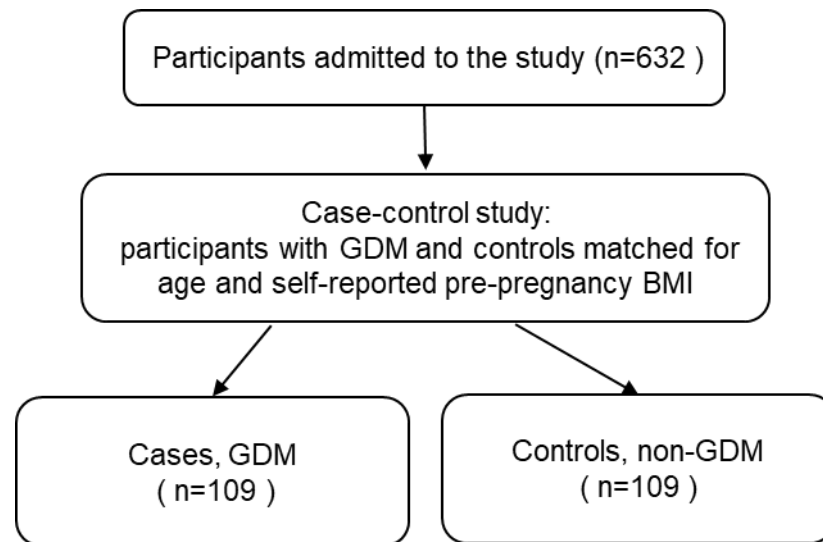 Participants admitted to the study (n=632 )
Case-control study:
participants with GDM and controls matched for
age and self-reported pre-pregnancy BMI
Cases, GDM
( n=109 )
Controls, non-GDM
( n=109 )